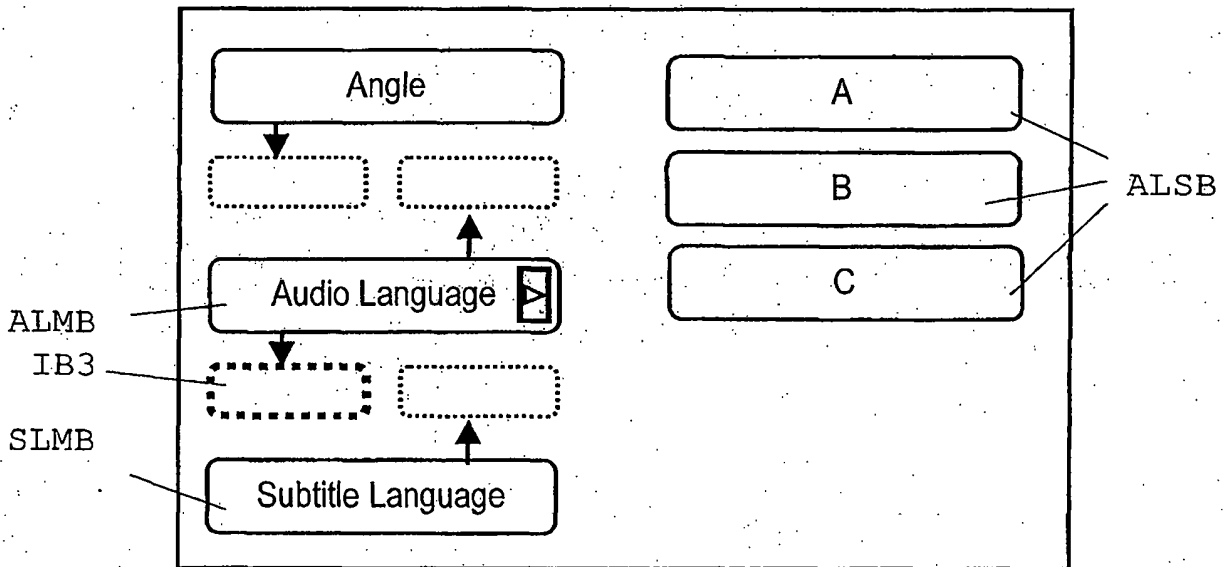 Angle
A
B
ALSB
Audio Language
C
ALMB
IB3
SLMB
Subtitle Language